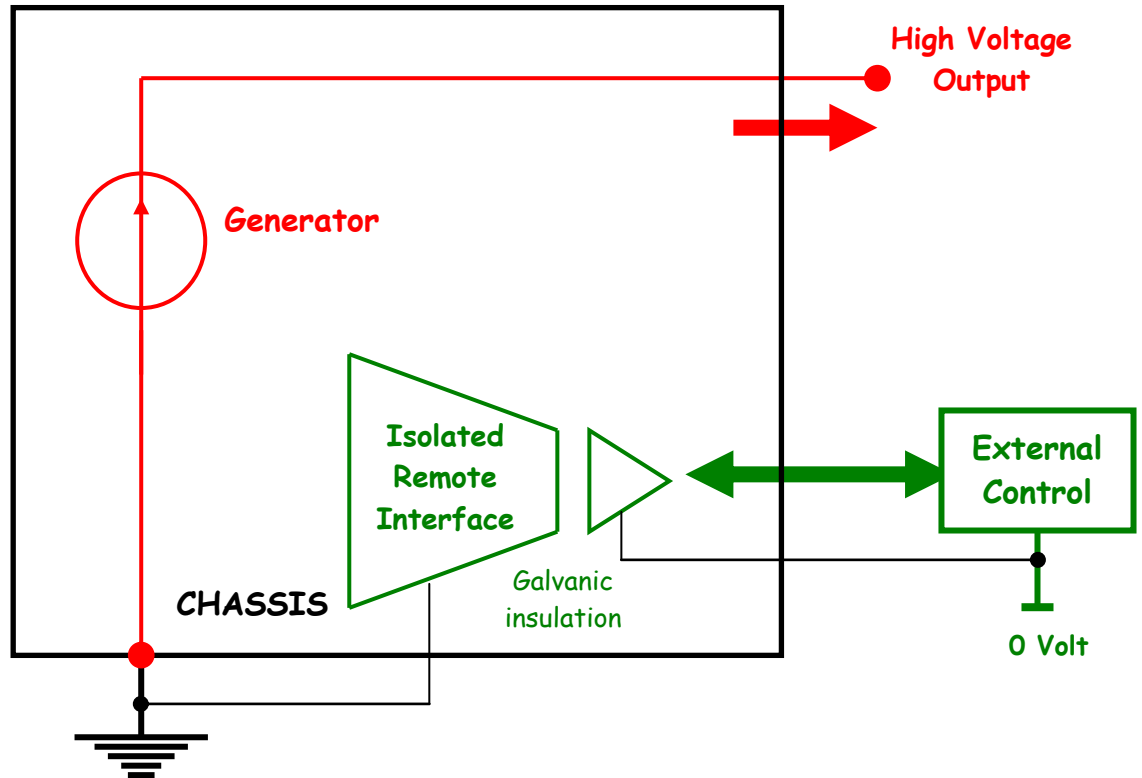 High Voltage
Output
Generator
Isolated
Remote
Interface
External
Control
Galvanic
insulation
CHASSIS
0 Volt